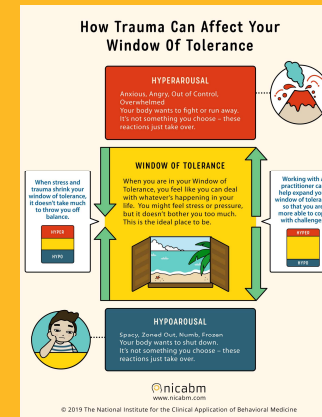 How Trauma Can Affect Your
Window Of Tolerance
HYPERAROUSAL
Anxious, Angry, Out of Control,
Overwhelmed
Your body wants to fight or run away.
It's not something you choose – these
reactions just take over.
When stress and
trauma shrink your
window of tolerance,
it doesn't take much
to throw you off
balance.
HYPER
HYPO
WINDOW OF TOLERANCE
When you are in your Window of
Tolerance, you feel like you can deal
with whatever's happening in your
life. You might feel stress or pressure,
but it doesn't bother you too much.
This is the ideal place to be.
Working with
practitioner ca
help expand yo
window of tolera
so that you are
more able to cop
with challenge
HYPER
HYPO
HYPOAROUSAL
Spacy, Zoned Out, Numb, Frozen
Your body wants to shut down.
It's not something you choose – these
reactions just take over.
nicabm
www.nicabm.com
© 2019 The National Institute for the Clinical Application of Behavioral Medicine